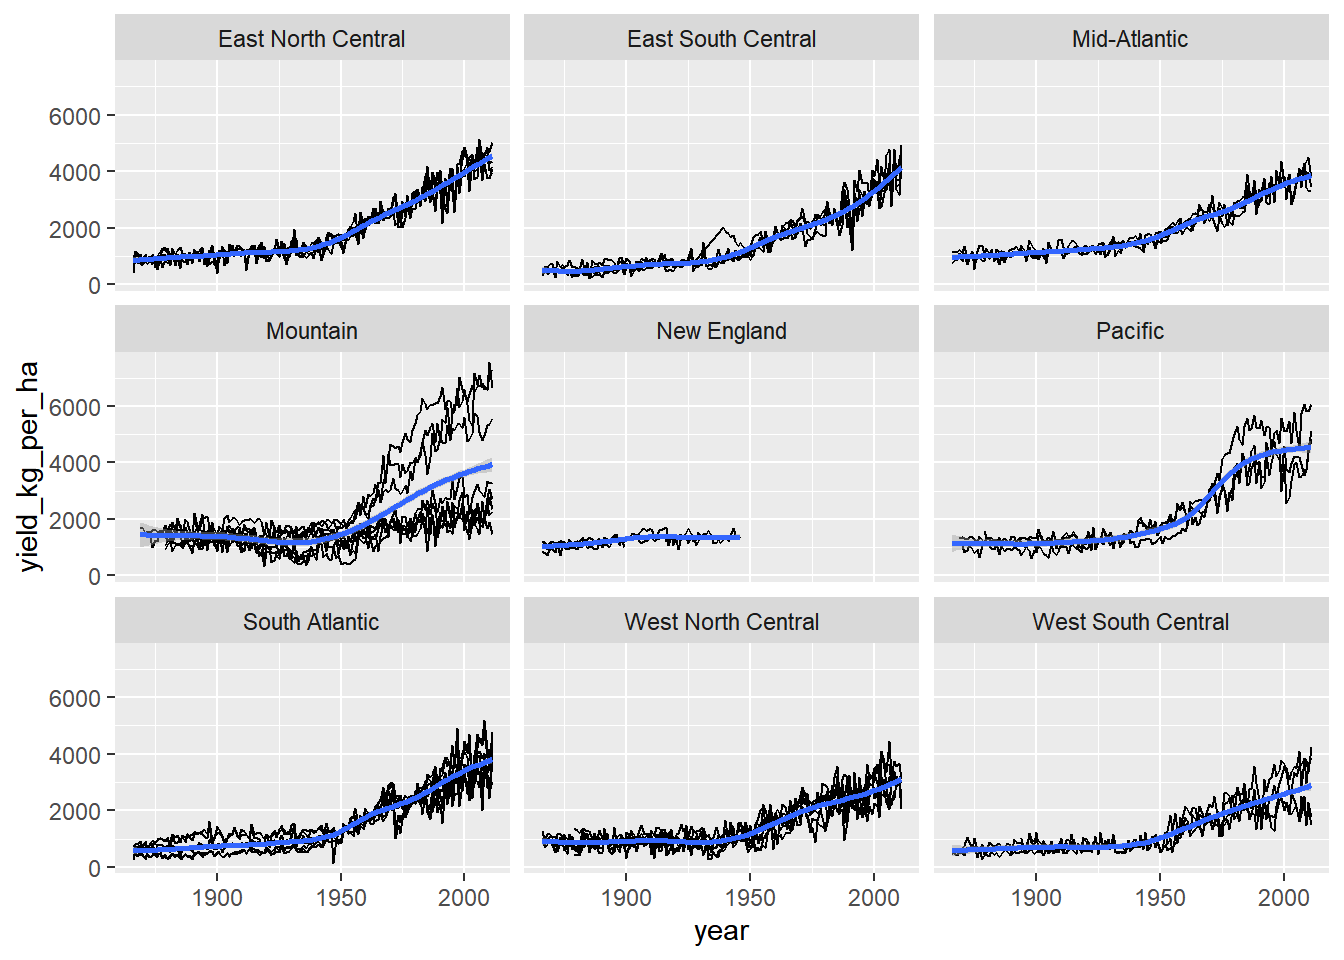 East North Central
East South Central
Mid-Atlantic
6000
4000
2000
0
Mountain
New England
Pacific
6000
4000
2000
0
yield_kg_per_ha
South Atlantic
West North Central
West South Central
6000
4000
2000
0
1900
1950
2000
1900
1950
2000
1900
1950
2000
year